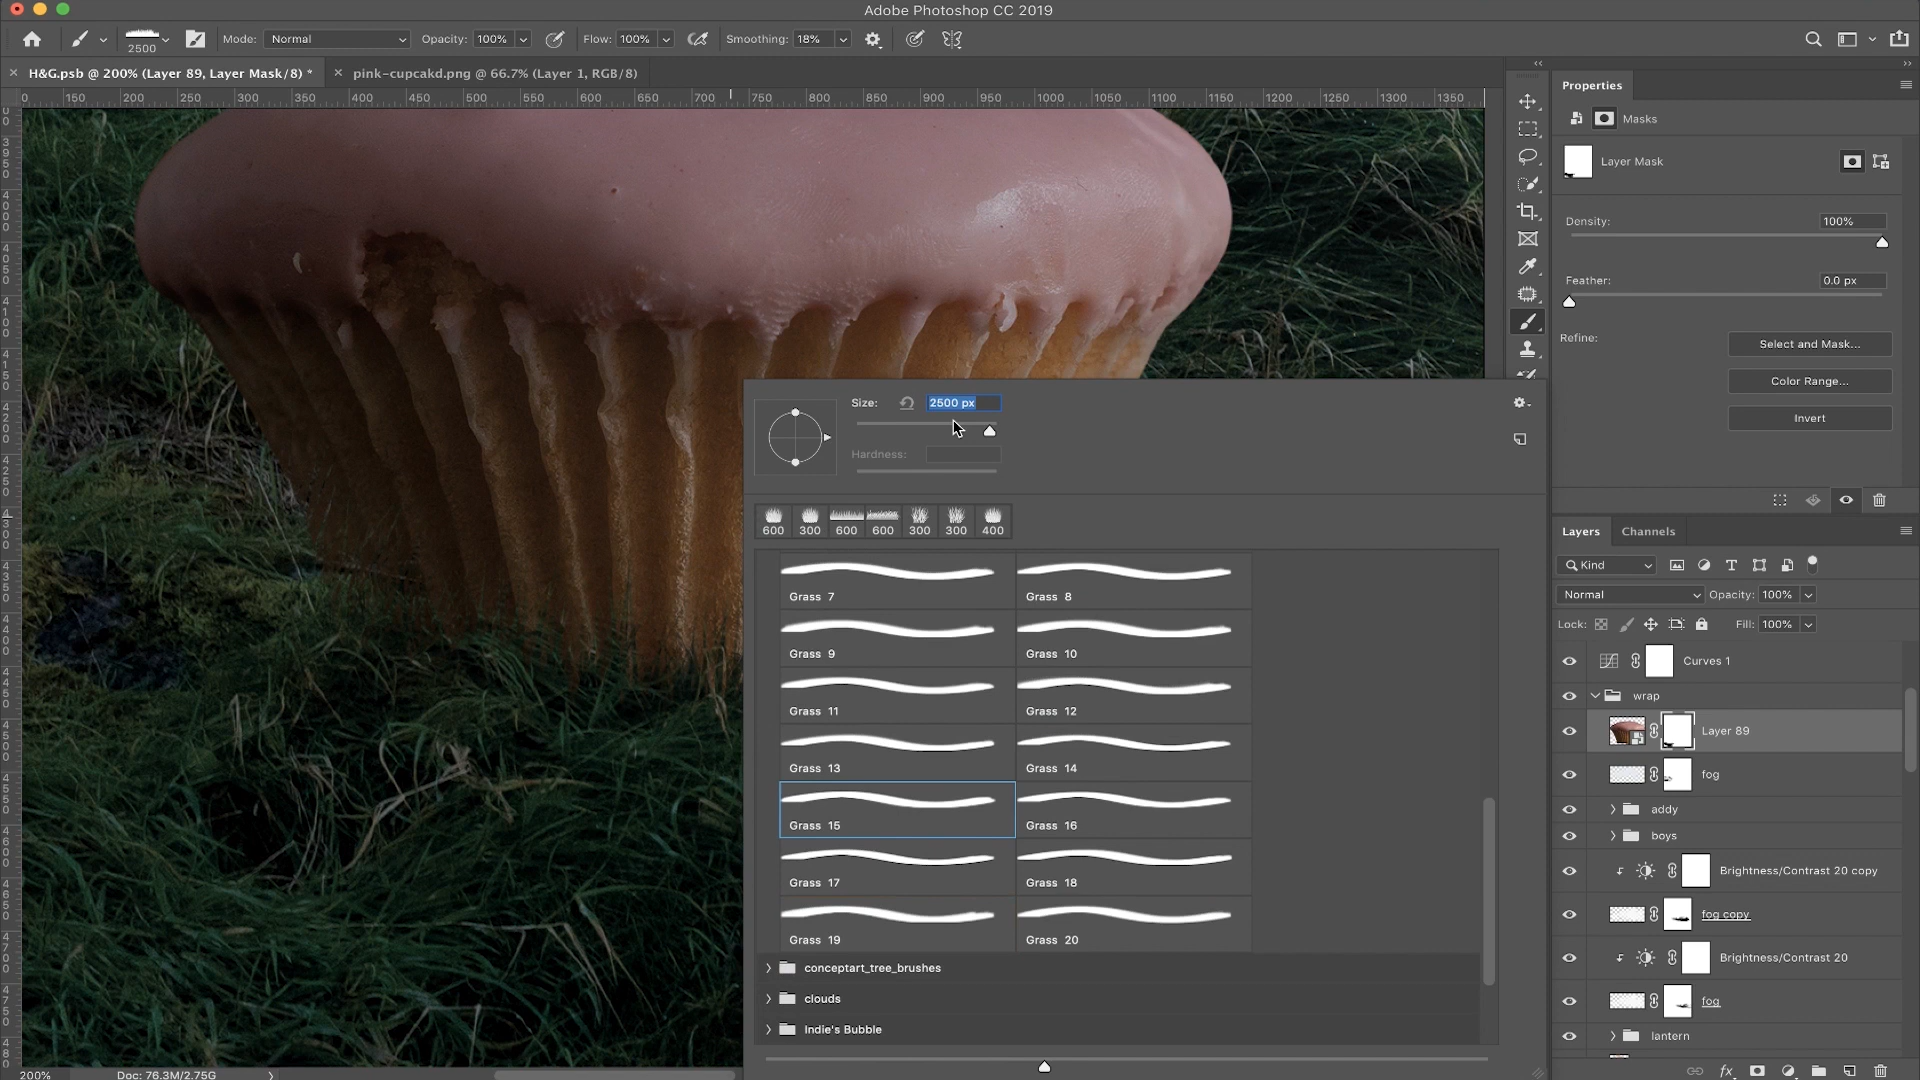 Adobe Photoshop CC 2019
2500 Mode: Normal Opacity: 100% Flow: 100% Smoothing: 18%
H&G.psb @ 200% (Layer 89, Layer Mask/8) * pink-cupcakd.png @ 66.7% (Layer 1, RGB/8)
0 150 200 250 300 350 400 450 500 550 600 650 700 750 800 850 900 950 1000 1050 1100 1150 1200 1250 1300 1350
Properties
Masks
Layer Mask
Density: 100%
Feather: 0.0 px
Refine:
Select and Mask...
Color Range...
Invert
Size: 2500 px
Hardness:
600 300 600 600 300 300 400
Grass 7 Grass 8
Grass 9 Grass 10
Grass 11 Grass 12
Grass 13 Grass 14
Grass 15 Grass 16
Grass 17 Grass 18
Grass 19 Grass 20
conceptart_tree_brushes
clouds
Indie's Bubble
Layers Channels
Kind
Normal Opacity: 100%
Lock: Fill: 100%
Curves 1
wrap
Layer 89
fog
addy
boys
Brightness/Contrast 20 copy
fog copy
Brightness/Contrast 20
fog
lantern
fx
200% Doc: 76.3M/2.75G